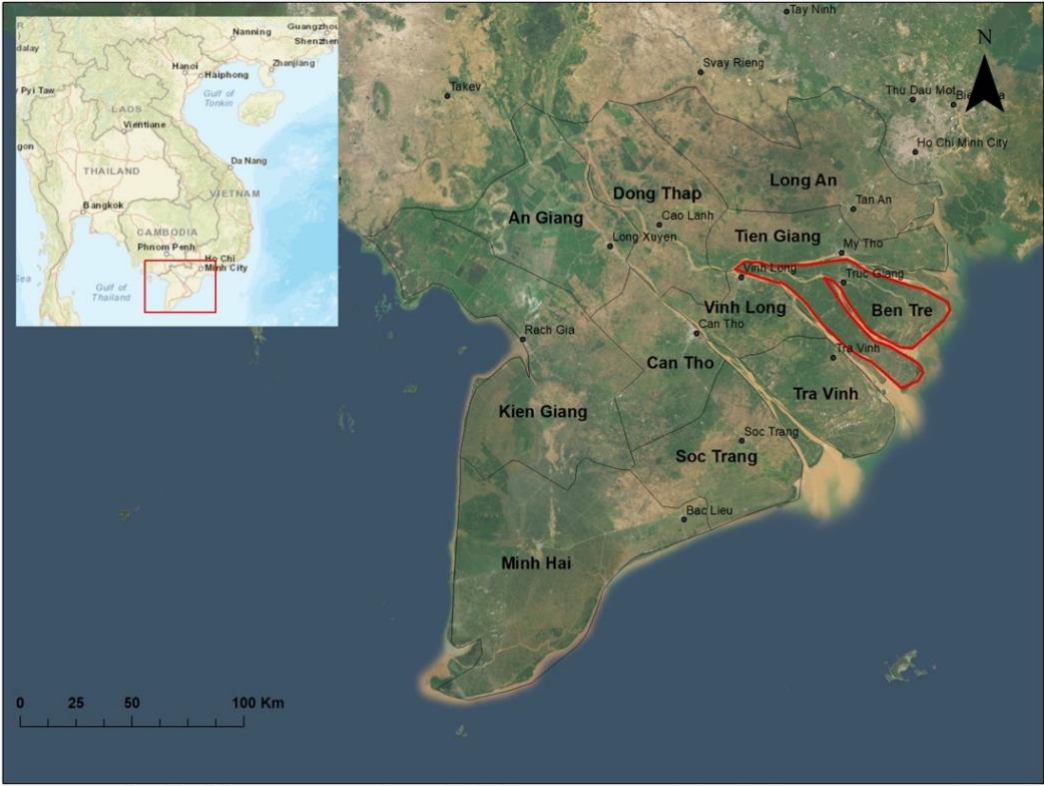 Tay Ninh
Guangzhou
Nanning
Shenzhen
dalay
Hanoi
Haiphong
Zhanjiang
Pyi Taw
Gulf of
Tonkin
LAOS
Vientiane
gon
THAILAND
Da Nang
VIETNAM
Bangkok
CAMBODIA
Phnom Penh
Ho Chi
Minh City
Sea
Gulf of
Thailand
N
Svay Rieng
Takev
Thu Dau Mot
Ho Chi Minh City
Long An
Dong Thap
Tan An
An Giang
Cao Lanh
Long Xuyen
Tien Giang
My Tho
Vinh Long
Truc Giang
Vinh Long
Ben Tre
Can Tho
Rach Gia
Tra Vinh
Can Tho
Tra Vinh
Kien Giang
Soc Trang
Soc Trang
Bac Lieu
Minh Hai
0 25 50 100 Km